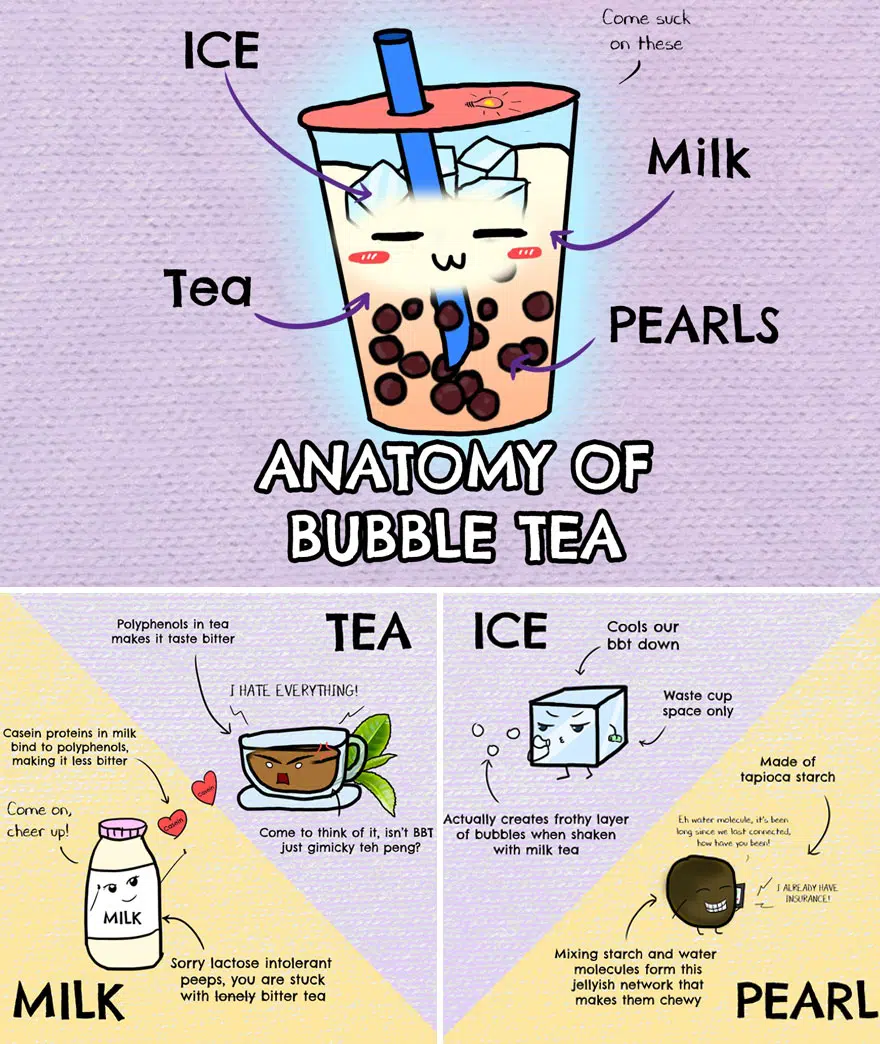 Come suck
on these
ICE
Milk
Tea
PEARLS
ANATOMY OF
BUBBLE TEA
TEA
Polyphenols in tea
makes it taste bitter
I HATE EVERYTHING!
Casein proteins in milk
bind to polyphenols,
making it less bitter
Casein
Casein
Come on,
cheer up!
Come to think of it, isn't BBT
just gimicky teh peng?
MILK
Sorry lactose intolerant
peeps, you are stuck
with lonely bitter tea
MILK
ICE
Cools our
bbt down
Waste cup
space only
Actually creates frothy layer
of bubbles when shaken
with milk tea
Made of
tapioca starch
Eh water molecule, it's been
long since we last connected,
how have you been!
I ALREADY HAVE
INSURANCE!
Mixing starch and water
molecules form this
jellyish network that
makes them chewy
PEARL